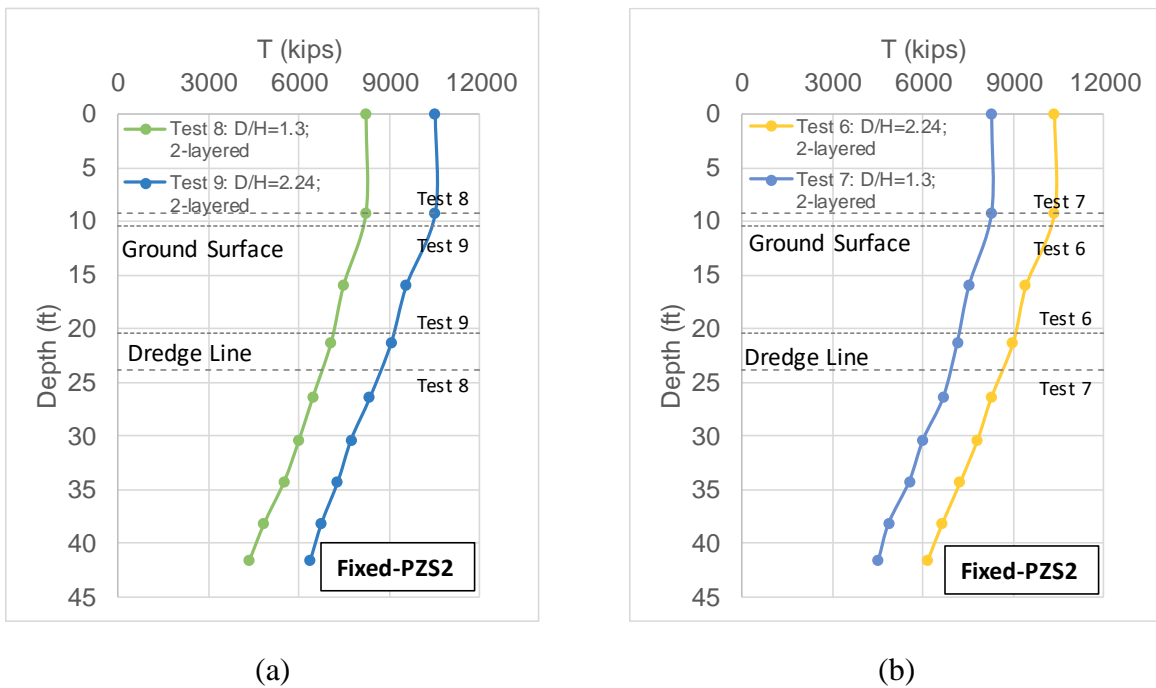 T (kips)
0 3000 6000 9000 12000
0
5
10
15
20
25
30
35
40
45
Depth (ft)
Test 8: D/H=1.3;
2-layered
Test 9: D/H=2.24;
2-layered
Test 8
Ground Surface
Test 9
Test 9
Dredge Line
Test 8
Fixed-PZS2
(a)
T (kips)
0 3000 6000 9000 12000
0
5
10
15
20
25
30
35
40
45
Depth (ft)
Test 6: D/H=2.24;
2-layered
Test 7: D/H=1.3;
2-layered
Test 7
Ground Surface
Test 6
Test 6
Dredge Line
Test 7
Fixed-PZS2
(b)